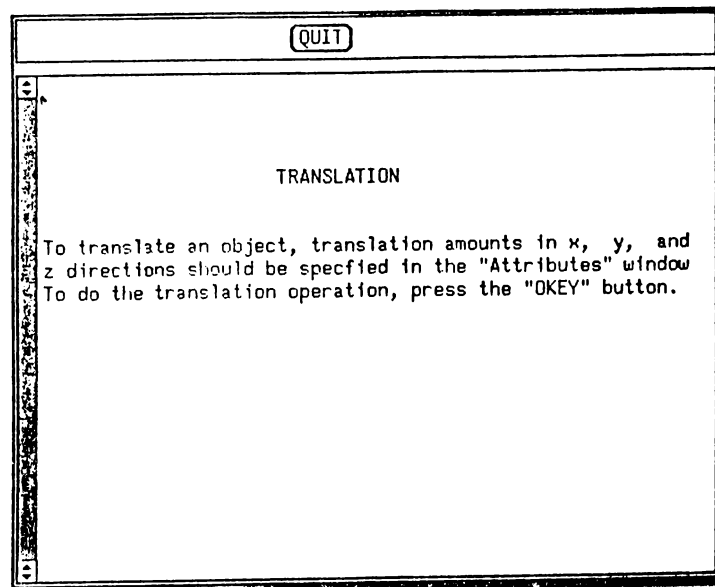 QUIT
TRANSLATION
To translate an object, translation amounts in x, y, and
z directions should be specfied in the "Attributes" window
To do the translation operation, press the "OKEY" button.